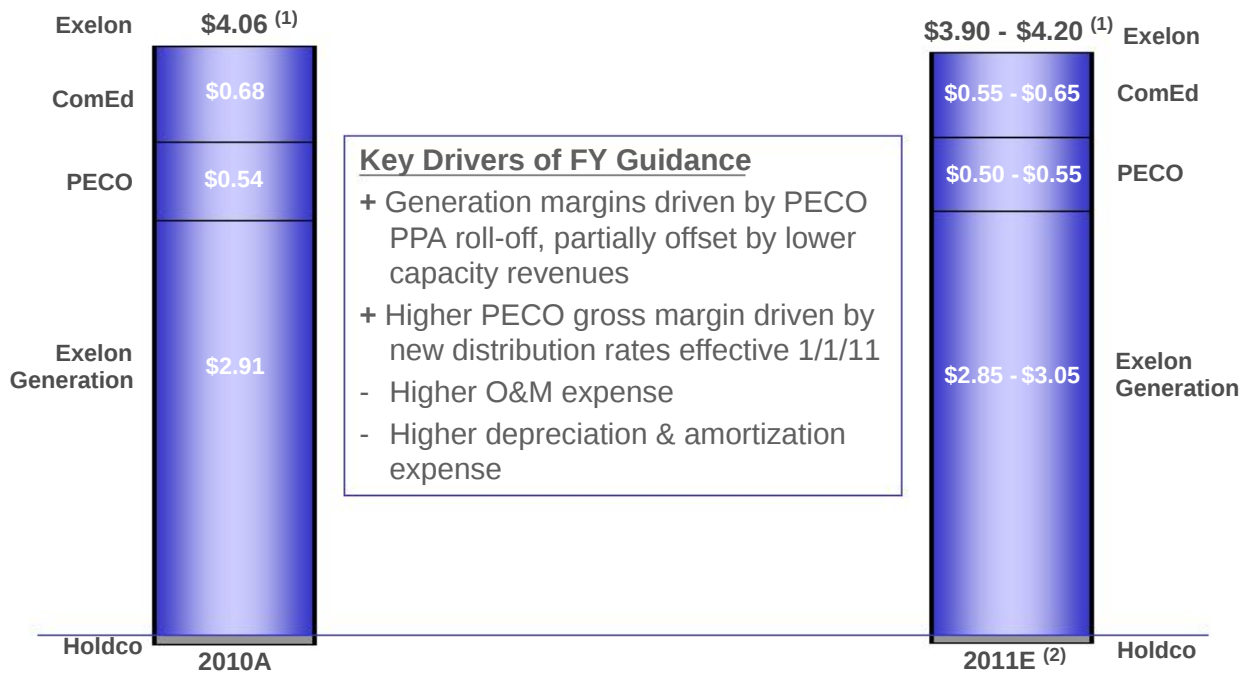 Exelon
$4.06 (1)
ComEd
$0.68
PECO
$0.54
Exelon
Generation
$2.91
Holdco
2010A
Key Drivers of FY Guidance
+ Generation margins driven by PECO
PPA roll-off, partially offset by lower
capacity revenues
+ Higher PECO gross margin driven by
new distribution rates effective 1/1/11
- Higher O&M expense
- Higher depreciation & amortization
expense
$3.90 - $4.20 (1) Exelon
$0.55 - $0.65
ComEd
$0.50 - $0.55
PECO
$2.85 - $3.05
Exelon
Generation
Holdco
2011E (2)